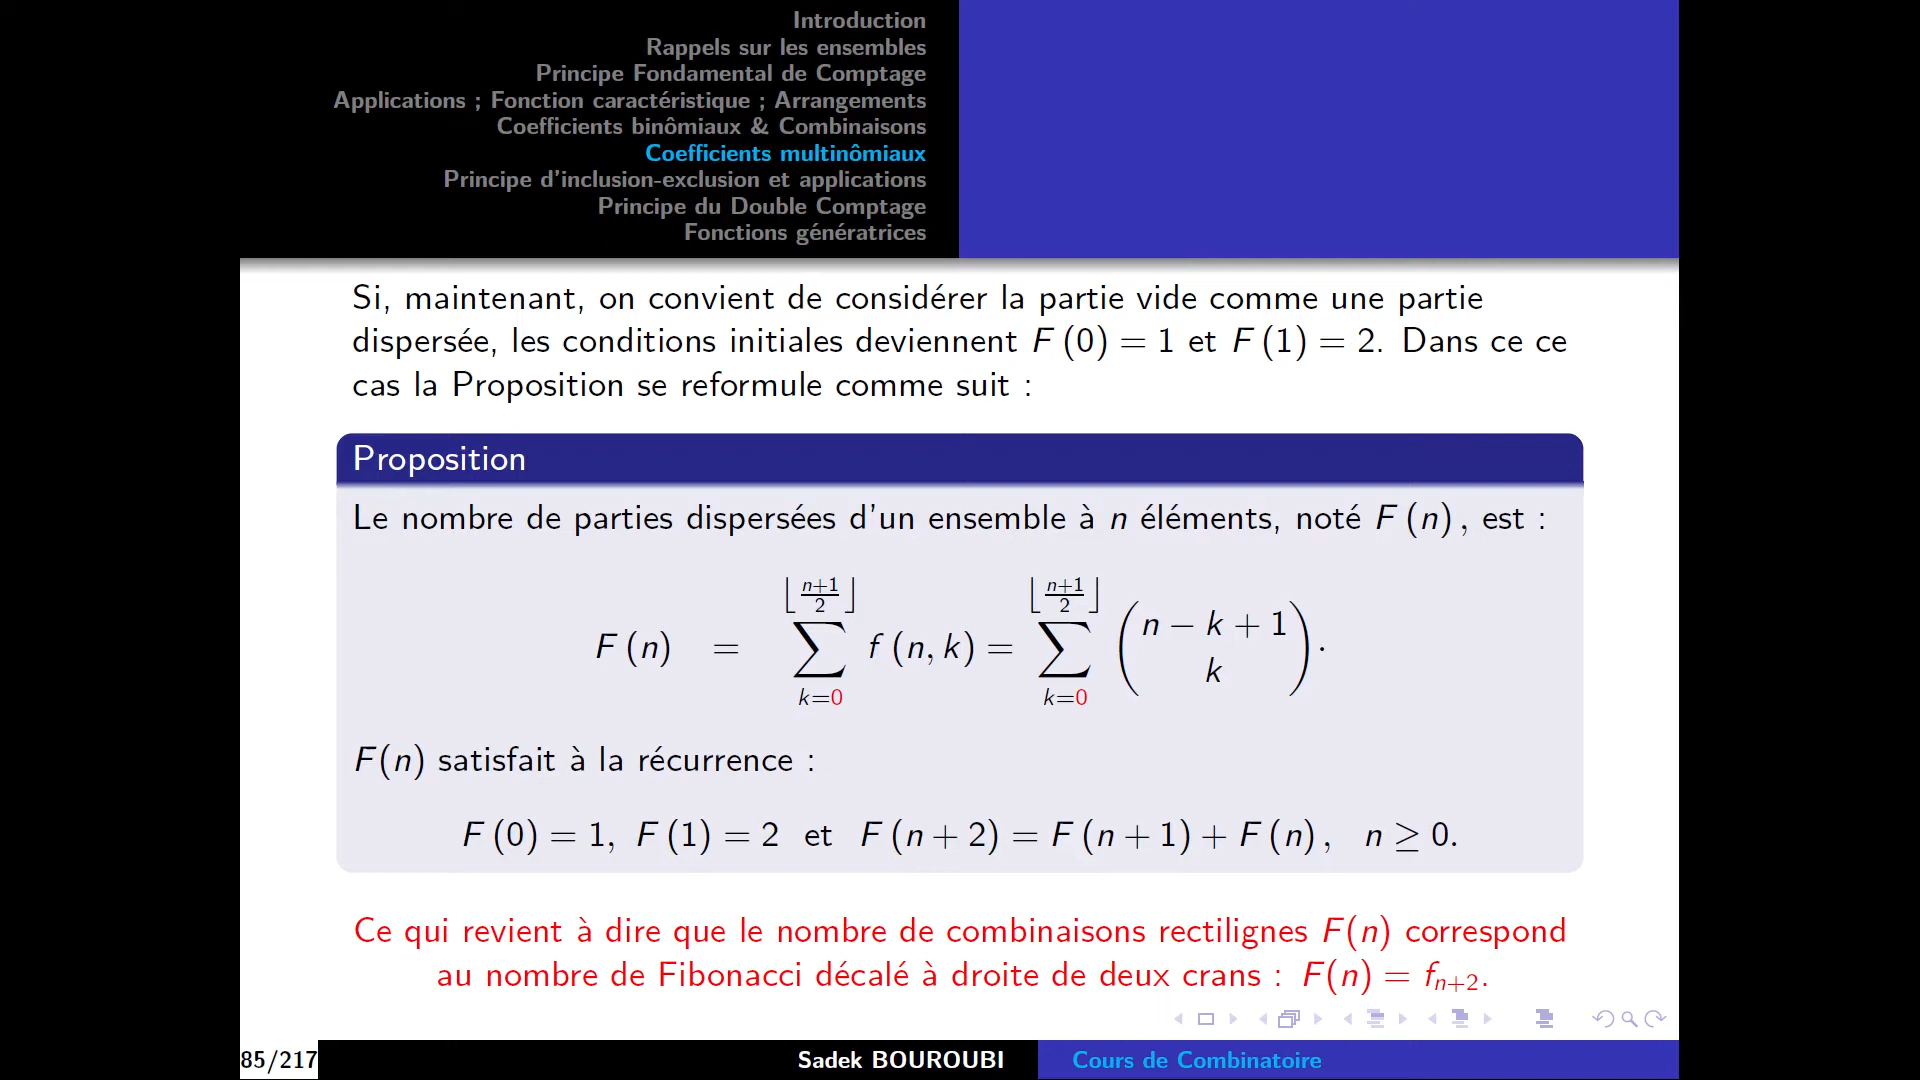 Introduction
Rappels sur les ensembles
Principe Fondamental de Comptage
Applications ; Fonction caractéristique ; Arrangements
Coefficients binômiaux & Combinaisons
Coefficients multinômiaux
Principe d'inclusion-exclusion et applications
Principe du Double Comptage
Fonctions génératrices
Si, maintenant, on convient de considérer la partie vide comme une partie
dispersée, les conditions initiales deviennent F (0) = 1 et F (1) = 2. Dans ce ce
cas la Proposition se reformule comme suit :
Proposition
Le nombre de parties dispersées d'un ensemble à n éléments, noté F (n) , est :
F (n) = ∑_{k=0}^{⌊(n+1)/2⌋} f (n, k) = ∑_{k=0}^{⌊(n+1)/2⌋} \binom{n − k + 1}{k}.
F(n) satisfait à la récurrence :
F (0) = 1, F (1) = 2 et F (n + 2) = F (n + 1) + F (n) , n ≥ 0.
Ce qui revient à dire que le nombre de combinaisons rectilignes F(n) correspond
au nombre de Fibonacci décalé à droite de deux crans : F(n) = f_{n+2}.
85/217 Sadek BOUROUBI Cours de Combinatoire